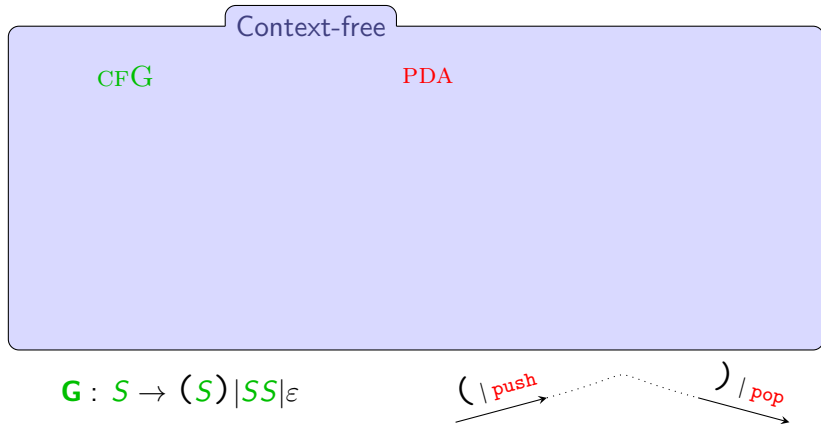 Context-free
CFG PDA
G : S → (S)|SS|ε
( | push
) | pop